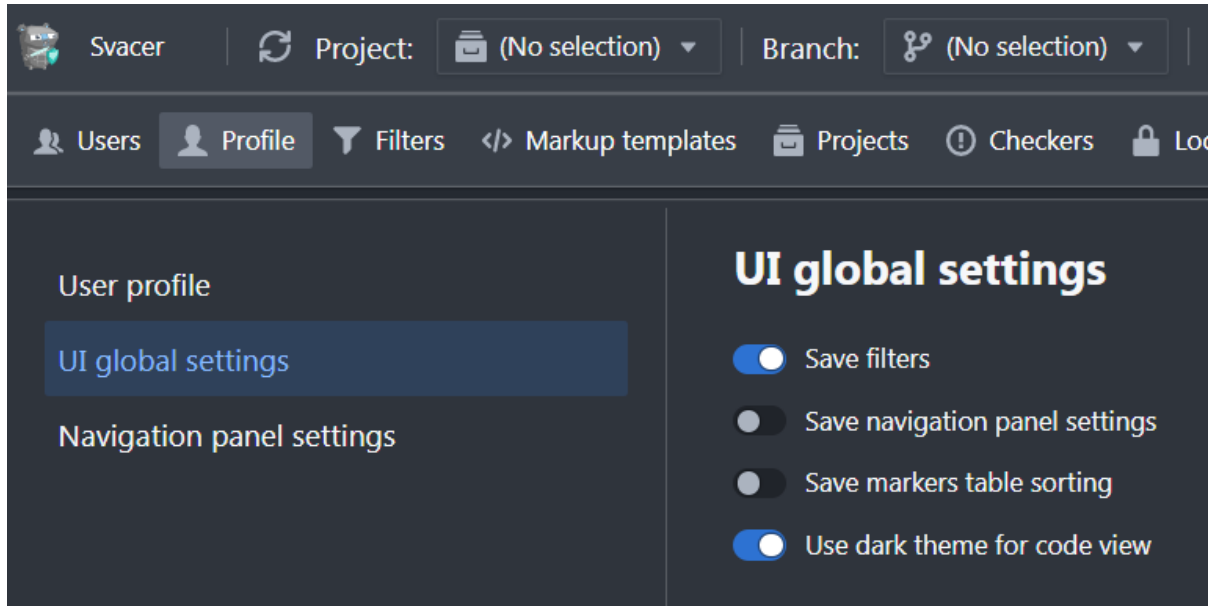 Svacer Project: (No selection) Branch: (No selection)
Users Profile Filters </> Markup templates Projects Checkers
User profile
UI global settings
Navigation panel settings
UI global settings
Save filters
Save navigation panel settings
Save markers table sorting
Use dark theme for code view